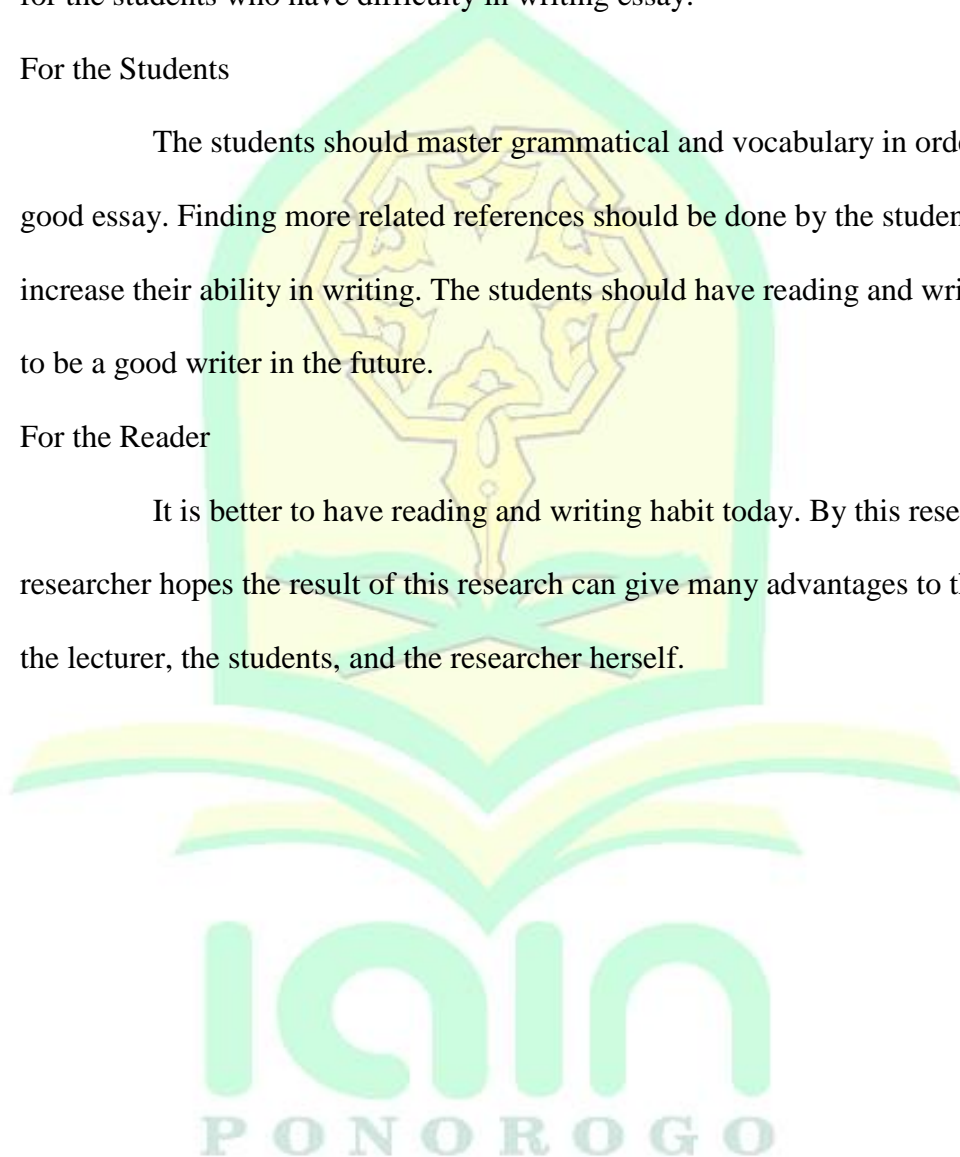 for the students who have difficulty in writing essay.
For the Students
The students should master grammatical and vocabulary in
good essay. Finding more related references should be done by the
increase their ability in writing. The students should have reading and
to be a good writer in the future.
For the Reader
It is better to have reading and writing habit today. By this
researcher hopes the result of this research can give many advantages to
the lecturer, the students, and the researcher herself.
iain
PONOROGO